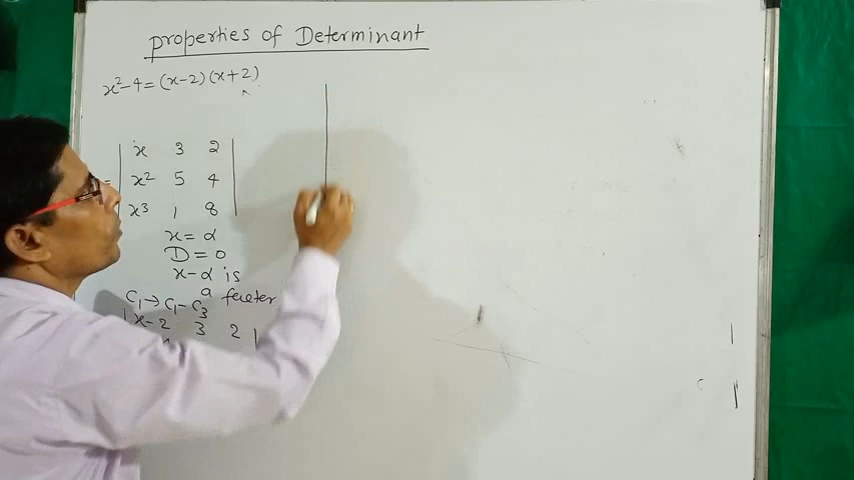 properties of Determinant
x²-4=(x-2)(x+2)
= | x 3 2 |
| x² 5 4 |
| x³ 1 8 |
x = α
D = 0
x-α is
a facter
C₁→C₁-C₃
| x-2 3 2 |